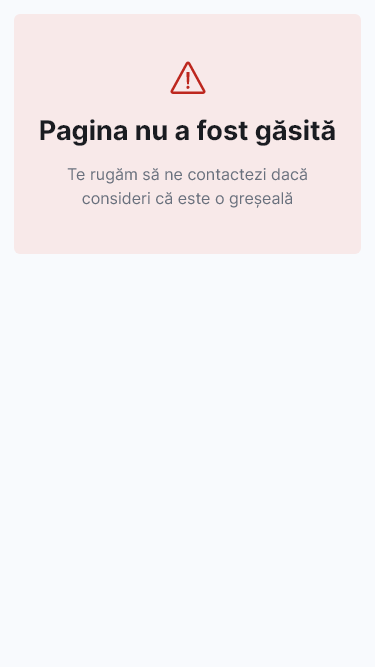 Pagina nu a fost găsită
Te rugăm să ne contactezi dacă
consideri că este o greșeală